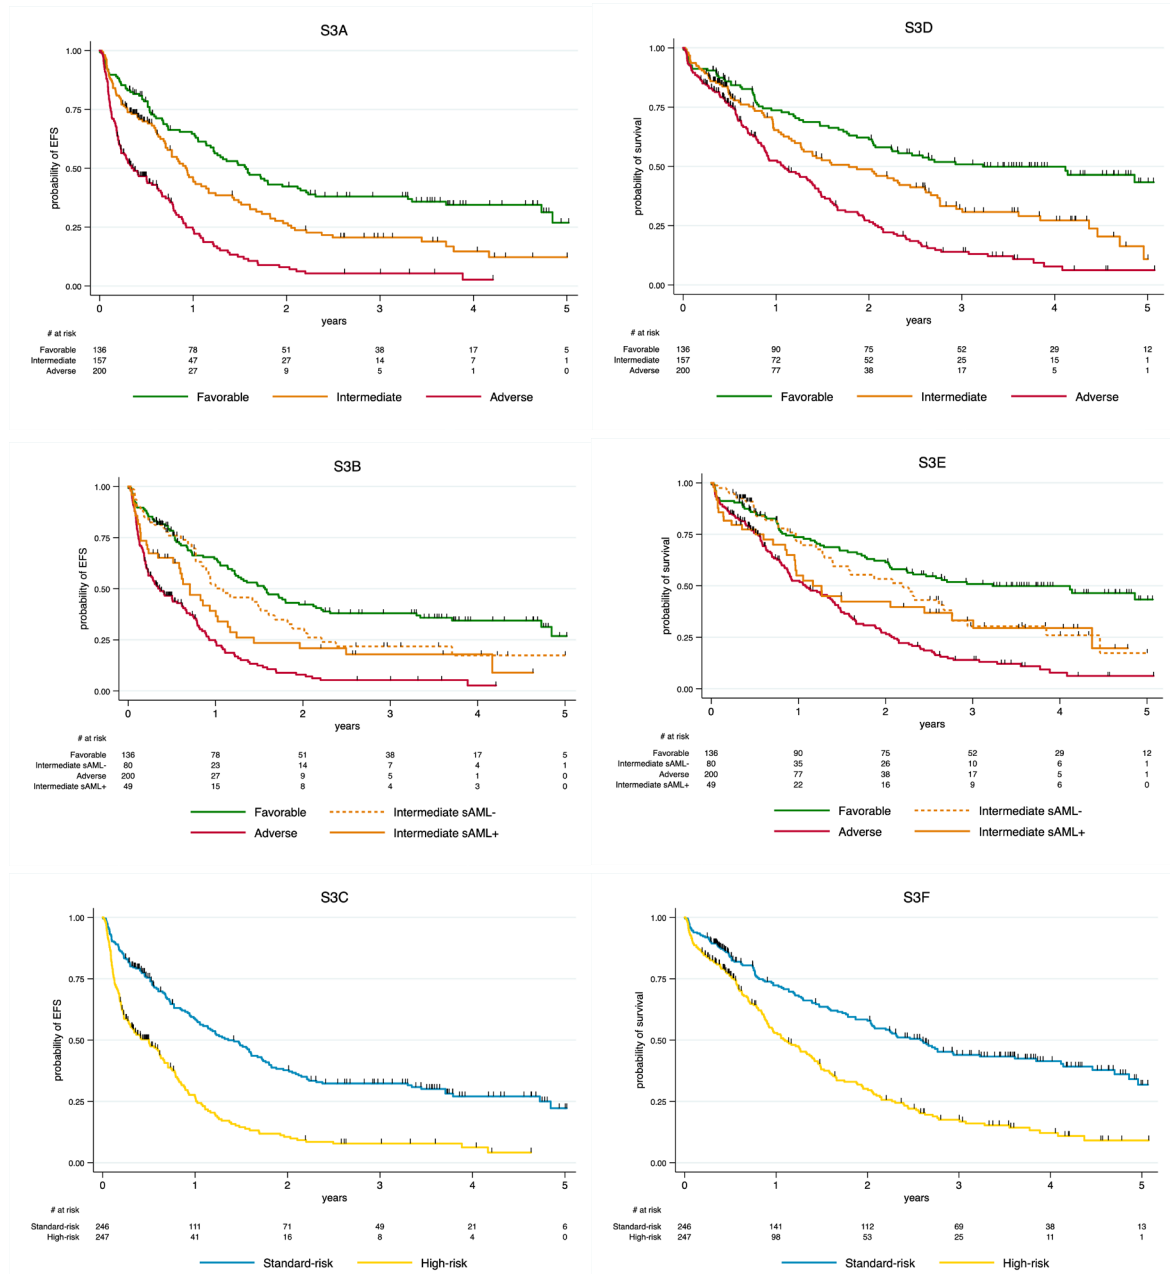 S3A
probability of EFS
1.00
0.75
0.50
0.25
0.00
0 1 2 3 4 5
years
# at risk
Favorable 136 78 51 38 17 5
Intermediate 157 47 27 14 7 1
Adverse 200 27 9 5 1 0
Favorable Intermediate Adverse
S3D
probability of survival
1.00
0.75
0.50
0.25
0.00
0 1 2 3 4 5
years
# at risk
Favorable 136 90 75 52 29 12
Intermediate 157 72 52 25 15 1
Adverse 200 77 38 17 5 1
Favorable Intermediate Adverse
S3B
probability of EFS
1.00
0.75
0.50
0.25
0.00
0 1 2 3 4 5
years
# at risk
Favorable 136 78 51 38 17 5
Intermediate sAML- 80 23 14 7 4 1
Adverse 200 27 9 5 1 0
Intermediate sAML+ 49 15 8 4 3 0
Favorable Intermediate sAML-
Adverse Intermediate sAML+
S3E
probability of survival
1.00
0.75
0.50
0.25
0.00
0 1 2 3 4 5
years
# at risk
Favorable 136 90 75 52 29 12
Intermediate sAML- 80 35 26 10 6 1
Adverse 200 77 38 17 5 1
Intermediate sAML+ 49 22 16 9 6 0
Favorable Intermediate sAML-
Adverse Intermediate sAML+
S3C
probability of EFS
1.00
0.75
0.50
0.25
0.00
0 1 2 3 4 5
years
# at risk
Standard-risk 246 111 71 49 21 6
High-risk 247 41 16 8 4 0
Standard-risk High-risk
S3F
probability of survival
1.00
0.75
0.50
0.25
0.00
0 1 2 3 4 5
years
# at risk
Standard-risk 246 141 112 69 38 13
High-risk 247 98 53 25 11 1
Standard-risk High-risk